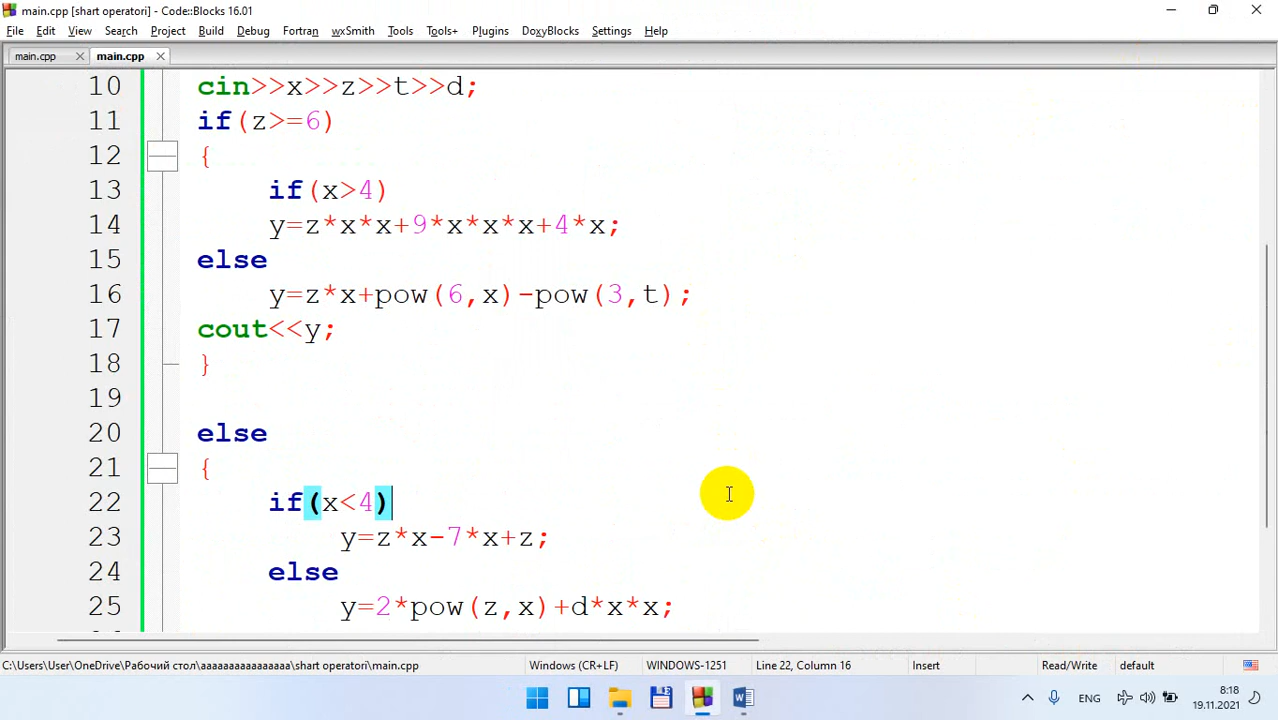 main.cpp [shart operatori] - Code::Blocks 16.01
File Edit View Search Project Build Debug Fortran wxSmith Tools Tools+ Plugins DoxyBlocks Settings Help
main.cpp main.cpp
10 cin>>x>>z>>t>>d;
11 if(z>=6)
12 {
13 if(x>4)
14 y=z*x*x+9*x*x*x+4*x;
15 else
16 y=z*x+pow(6,x)-pow(3,t);
17 cout<<y;
18 }
19
20 else
21 {
22 if(x<4)
23 y=z*x-7*x+z;
24 else
25 y=2*pow(z,x)+d*x*x;
C:\Users\User\OneDrive\Рабочий стол\aaaaaaaaaaaaaaaa\shart operatori\main.cpp Windows (CR+LF) WINDOWS-1251 Line 22, Column 16 Insert Read/Write default
ENG 8:18
19.11.2021